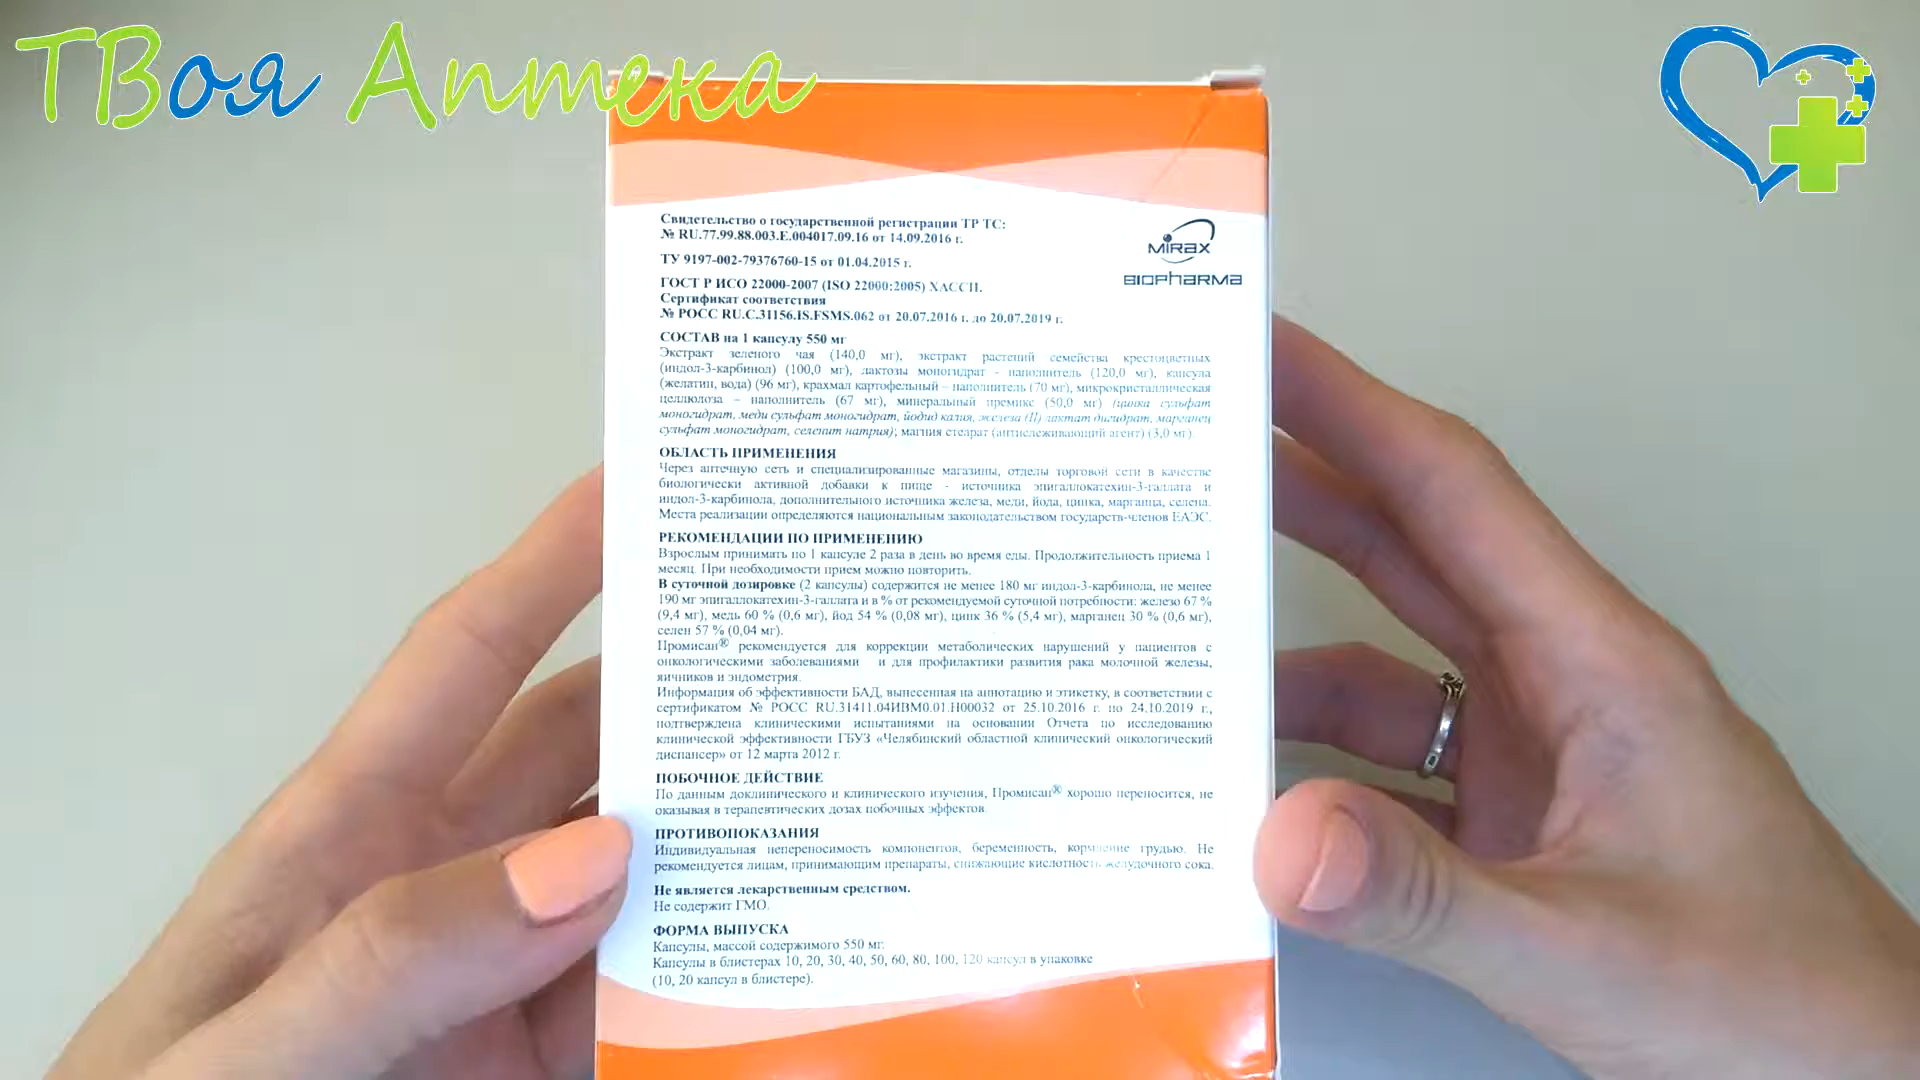 ТВоя Аптека
Свидетельство о государственной регистрации ТР ТС:
№ RU.77.99.88.003.Е.004017.09.16 от 14.09.2016 г.
MIRAX
BIOPHARMA
ТУ 9197-002-79376760-15 от 01.04.2015 г.
ГОСТ Р ИСО 22000-2007 (ISO 22000:2005) ХАССП.
Сертификат соответствия
№ РОСС RU.С.31156.IS.FSMS.062 от 20.07.2016 г. до 20.07.2019 г.
СОСТАВ на 1 капсулу 550 мг
Экстракт зеленого чая (140,0 мг), экстракт растений семейства крестоцветных
(индол-3-карбинол) (100,0 мг), лактозы моногидрат - наполнитель (120,0 мг), капсула
(желатин, вода) (96 мг), крахмал картофельный – наполнитель (70 мг), микрокристаллическая
целлюлоза – наполнитель (67 мг), минеральный премикс (50,0 мг) (цинка сульфат
моногидрат, меди сульфат моногидрат, йодид калия, железа (II) лактат дигидрат, марганец
сульфат моногидрат, селенит натрия); магния стеарат (антислеживающий агент) (3,0 мг).
ОБЛАСТЬ ПРИМЕНЕНИЯ
Через аптечную сеть и специализированные магазины, отделы торговой сети в качестве
биологически активной добавки к пище - источника эпигаллокатехин-3-галлата и
индол-3-карбинола, дополнительного источника железа, меди, йода, цинка, марганца, селена.
Места реализации определяются национальным законодательством государств-членов ЕАЭС.
РЕКОМЕНДАЦИИ ПО ПРИМЕНЕНИЮ
Взрослым принимать по 1 капсуле 2 раза в день во время еды. Продолжительность приема 1
месяц. При необходимости прием можно повторить.
В суточной дозировке (2 капсулы) содержится не менее 180 мг индол-3-карбинола, не менее
190 мг эпигаллокатехин-3-галлата и в % от рекомендуемой суточной потребности: железо 67 %
(9,4 мг), медь 60 % (0,6 мг), йод 54 % (0,08 мг), цинк 36 % (5,4 мг), марганец 30 % (0,6 мг),
селен 57 % (0,04 мг).
Промисан® рекомендуется для коррекции метаболических нарушений у пациентов с
онкологическими заболеваниями и для профилактики развития рака молочной железы,
яичников и эндометрия.
Информация об эффективности БАД, вынесенная на аннотацию и этикетку, в соответствии с
сертификатом № РОСС RU.31411.04ИВМ0.01.Н00032 от 25.10.2016 г. по 24.10.2019 г.,
подтверждена клиническими испытаниями на основании Отчета по исследованию
клинической эффективности ГБУЗ «Челябинский областной клинический онкологический
диспансер» от 12 марта 2012 г.
ПОБОЧНОЕ ДЕЙСТВИЕ
По данным доклинического и клинического изучения, Промисан® хорошо переносится, не
оказывая в терапевтических дозах побочных эффектов.
ПРОТИВОПОКАЗАНИЯ
Индивидуальная непереносимость компонентов, беременность, кормление грудью. Не
рекомендуется лицам, принимающим препараты, снижающие кислотность желудочного сока.
Не является лекарственным средством.
Не содержит ГМО.
ФОРМА ВЫПУСКА
Капсулы, массой содержимого 550 мг.
Капсулы в блистерах 10, 20, 30, 40, 50, 60, 80, 100, 120 капсул в упаковке
(10, 20 капсул в блистере).